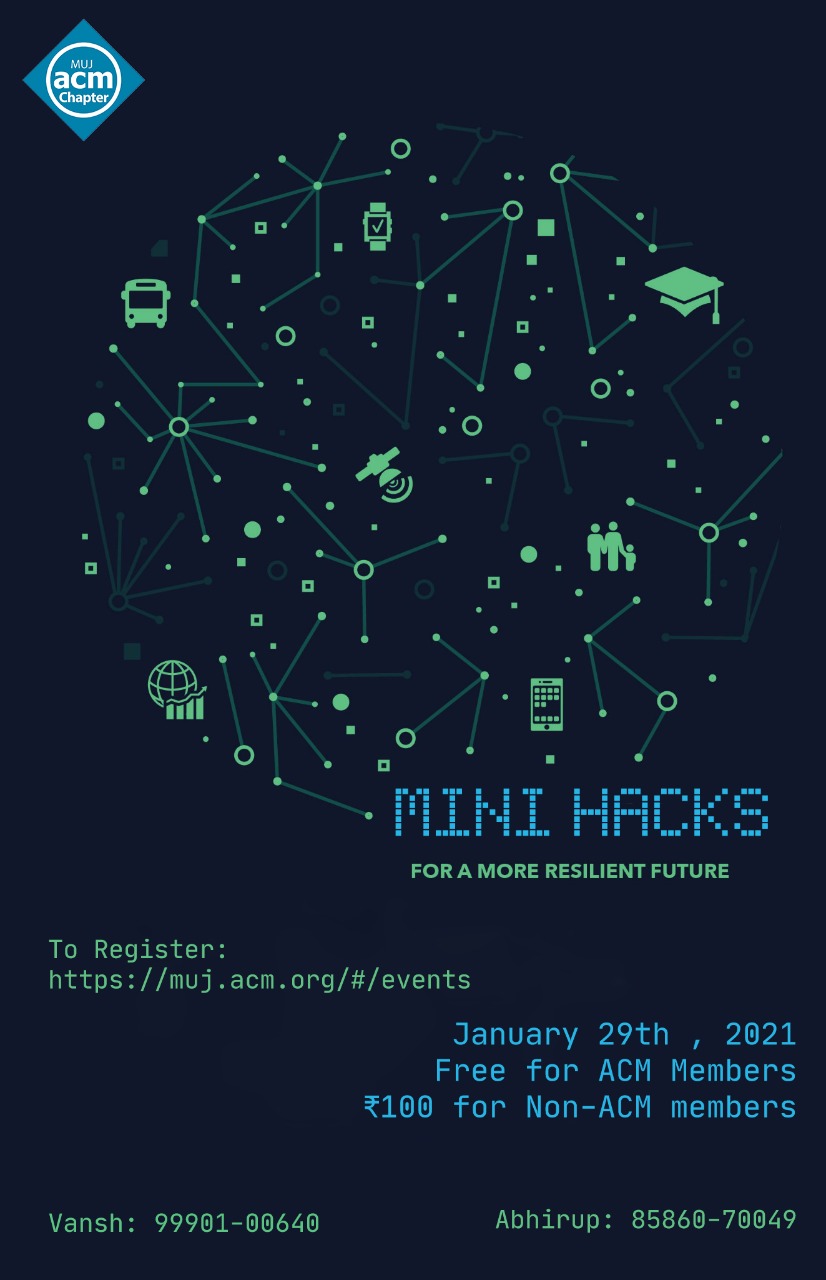 MUJ
acm
Chapter
MINI HACKS
FOR A MORE RESILIENT FUTURE
To Register:
https://muj.acm.org/#/events
January 29th , 2021
Free for ACM Members
₹100 for Non-ACM members
Vansh: 99901-00640
Abhirup: 85860-70049